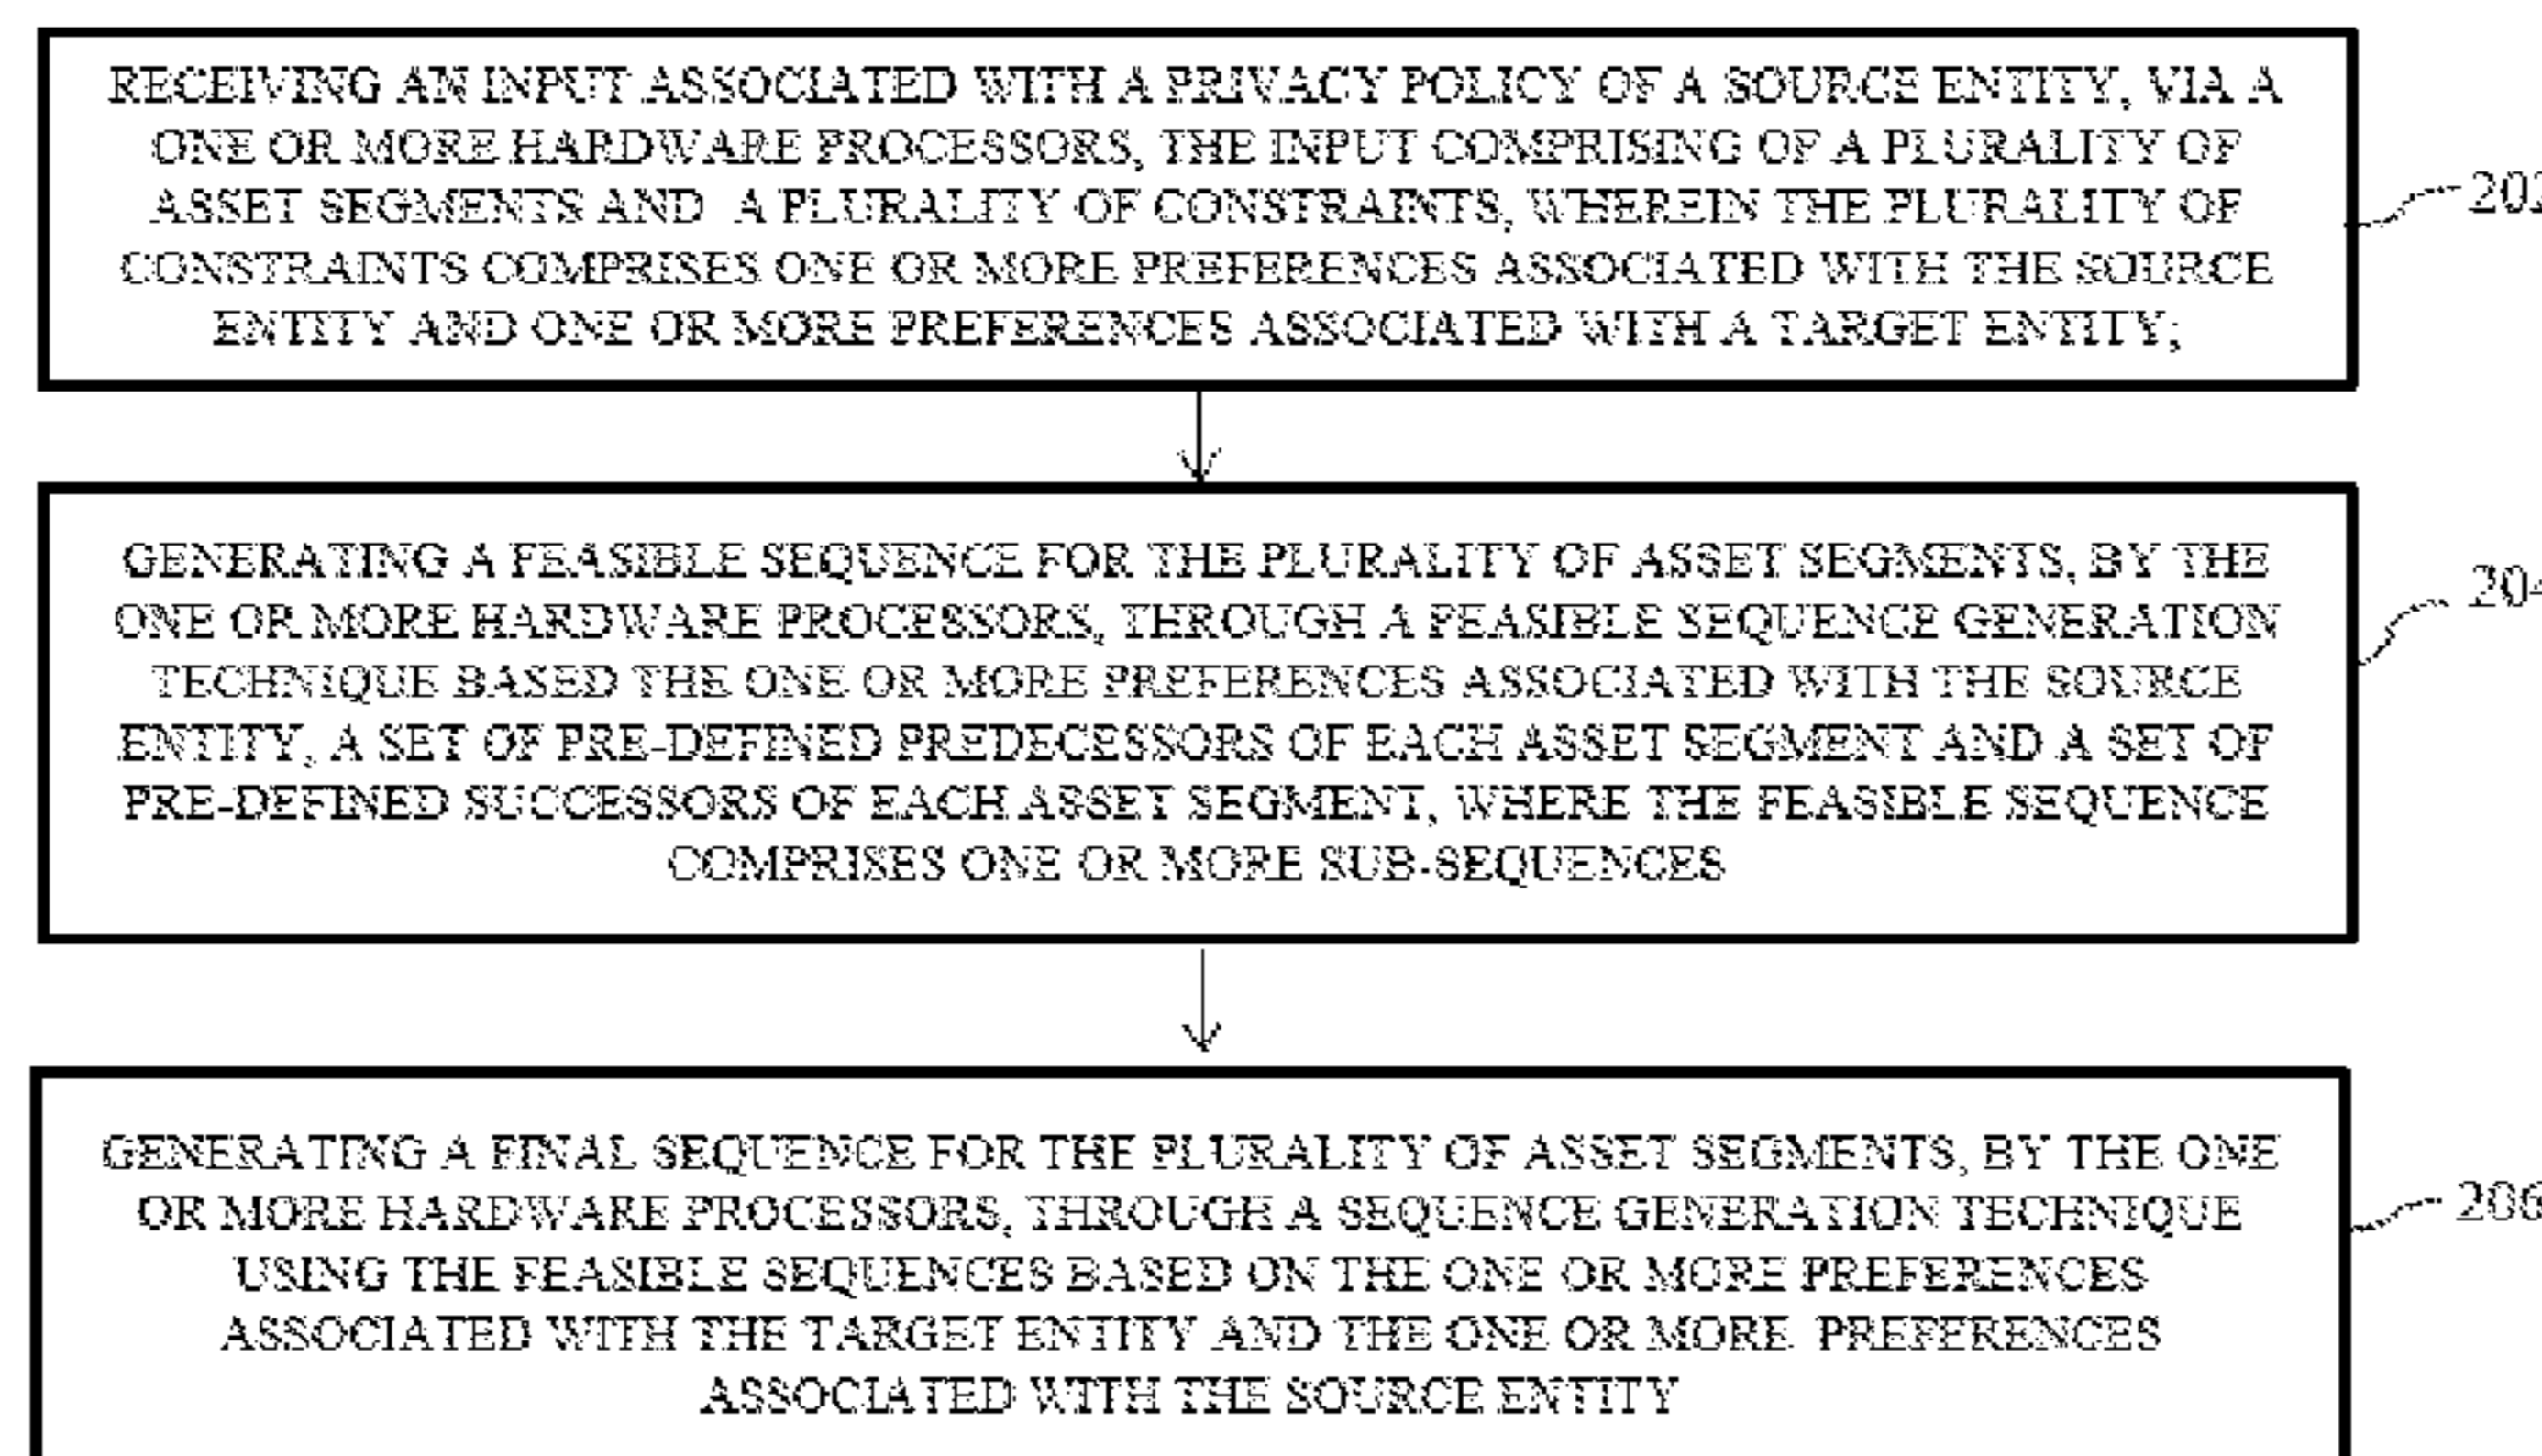 RECEIVING AN INPUT ASSOCIATED WITH A PRIVACY POLICY OF A SOURCE ENTITY, VIA A
ONE OR MORE HARDWARE PROCESSORS, THE INPUT COMPRISING OF A PLURALITY OF
ASSET SEGMENTS AND A PLURALITY OF CONSTRAINTS, WHEREIN THE PLURALITY OF
CONSTRAINTS COMPRISES ONE OR MORE PREFERENCES ASSOCIATED WITH THE SOURCE
ENTITY AND ONE OR MORE PREFERENCES ASSOCIATED WITH A TARGET ENTITY;
202
GENERATING A FEASIBLE SEQUENCE FOR THE PLURALITY OF ASSET SEGMENTS, BY THE
ONE OR MORE HARDWARE PROCESSORS, THROUGH A FEASIBLE SEQUENCE GENERATION
TECHNIQUE BASED THE ONE OR MORE PREFERENCES ASSOCIATED WITH THE SOURCE
ENTITY, A SET OF PRE-DEFINED PREDECESSORS OF EACH ASSET SEGMENT AND A SET OF
PRE-DEFINED SUCCESSORS OF EACH ASSET SEGMENT, WHERE THE FEASIBLE SEQUENCE
COMPRISES ONE OR MORE SUB-SEQUENCES
204
GENERATING A FINAL SEQUENCE FOR THE PLURALITY OF ASSET SEGMENTS, BY THE ONE
OR MORE HARDWARE PROCESSORS, THROUGH A SEQUENCE GENERATION TECHNIQUE
USING THE FEASIBLE SEQUENCES BASED ON THE ONE OR MORE PREFERENCES
ASSOCIATED WITH THE TARGET ENTITY AND THE ONE OR MORE PREFERENCES
ASSOCIATED WITH THE SOURCE ENTITY
206